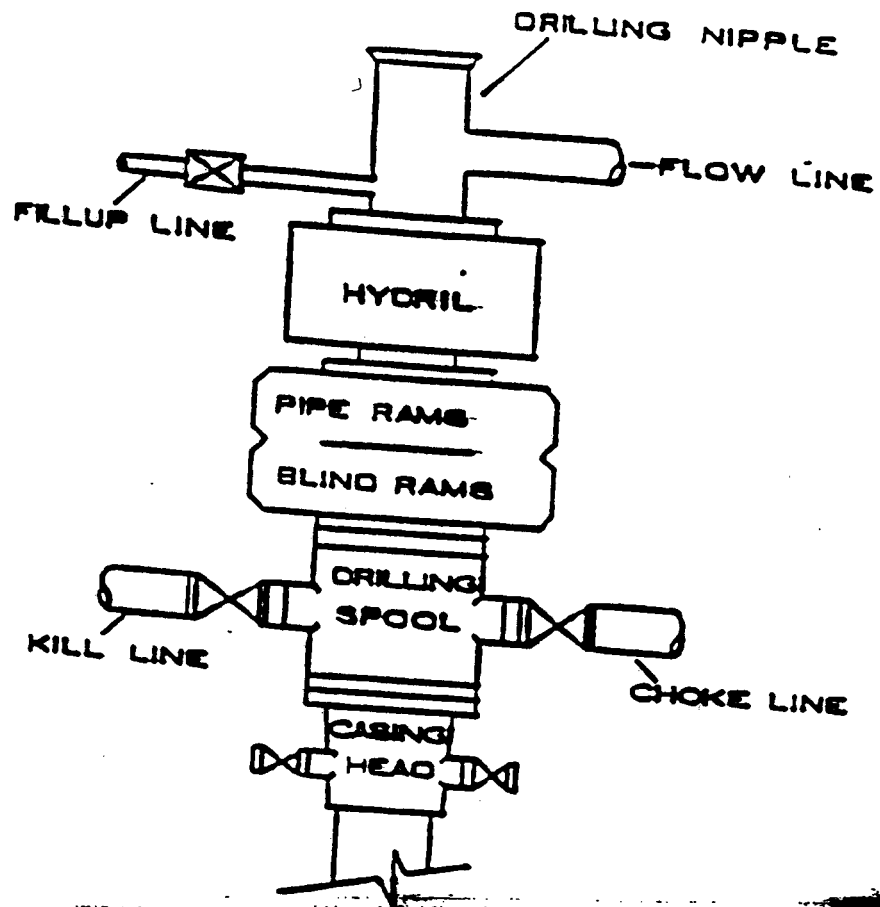 DRILLING NIPPLE
FLOW LINE
FILLUP LINE
HYDRIL
PIPE RAMS
BLIND RAMS
DRILLING
SPOOL
KILL LINE
CHOKE LINE
CASING
HEAD